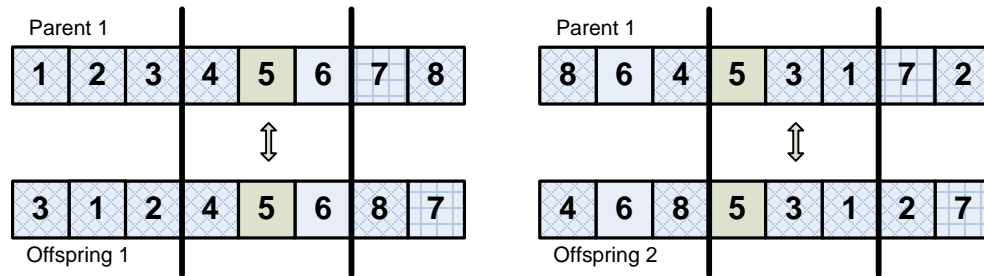 Parent 1
1 2 3 4 5 6 7 8
3 1 2 4 5 6 8 7
Offspring 1
Parent 1
8 6 4 5 3 1 7 2
4 6 8 5 3 1 2 7
Offspring 2